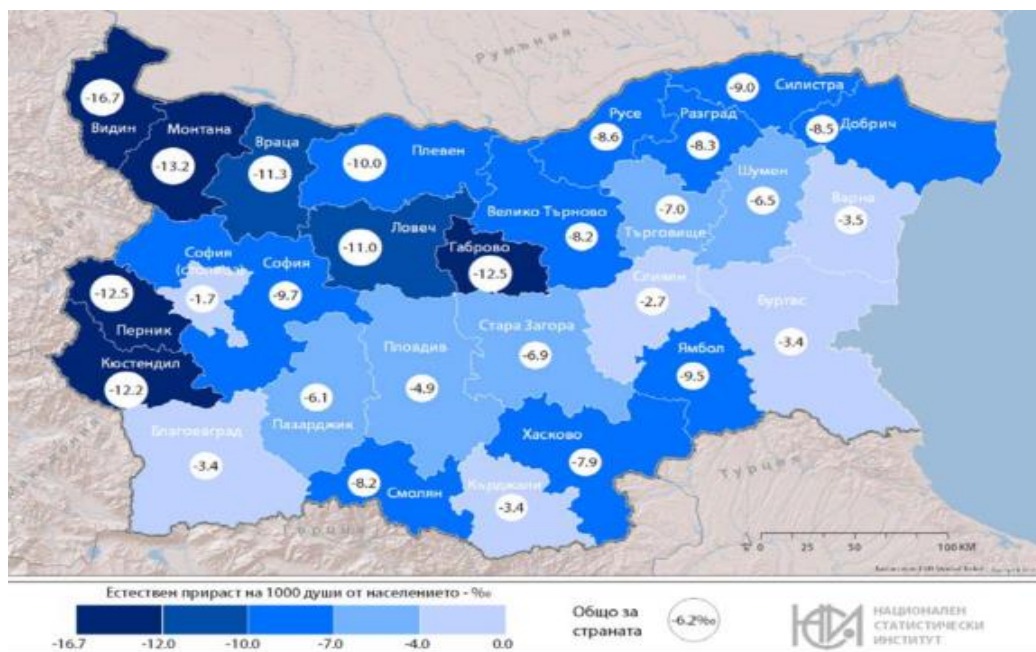 Румъния
-16.7
Видин
Монтана
-13.2
Враца
-11.3
Плевен
-10.0
Ловеч
-11.0
Габрово
-12.5
Велико Търново
-8.2
Русе
-8.6
Разград
-8.3
-9.0
Силистра
-8.5
Добрич
Шумен
-6.5
-7.0
Търговище
Варна
-3.5
София
(столица)
-1.7
София
-9.7
-12.5
Перник
Кюстендил
-12.2
Благоевград
-3.4
-6.1
Пазарджик
Пловдив
-4.9
Стара Загора
-6.9
Сливен
-2.7
Бургас
-3.4
Ямбол
-9.5
Хасково
-7.9
-8.2
Смолян
Кърджали
-3.4
Гърция
Турция
0 25 50 100 КМ
Естествен прираст на 1000 души от населението - ‰
-16.7 -12.0 -10.0 -7.0 -4.0 0.0
Общо за
страната
-6.2‰
НАЦИОНАЛЕН
СТАТИСТИЧЕСКИ
ИНСТИТУТ